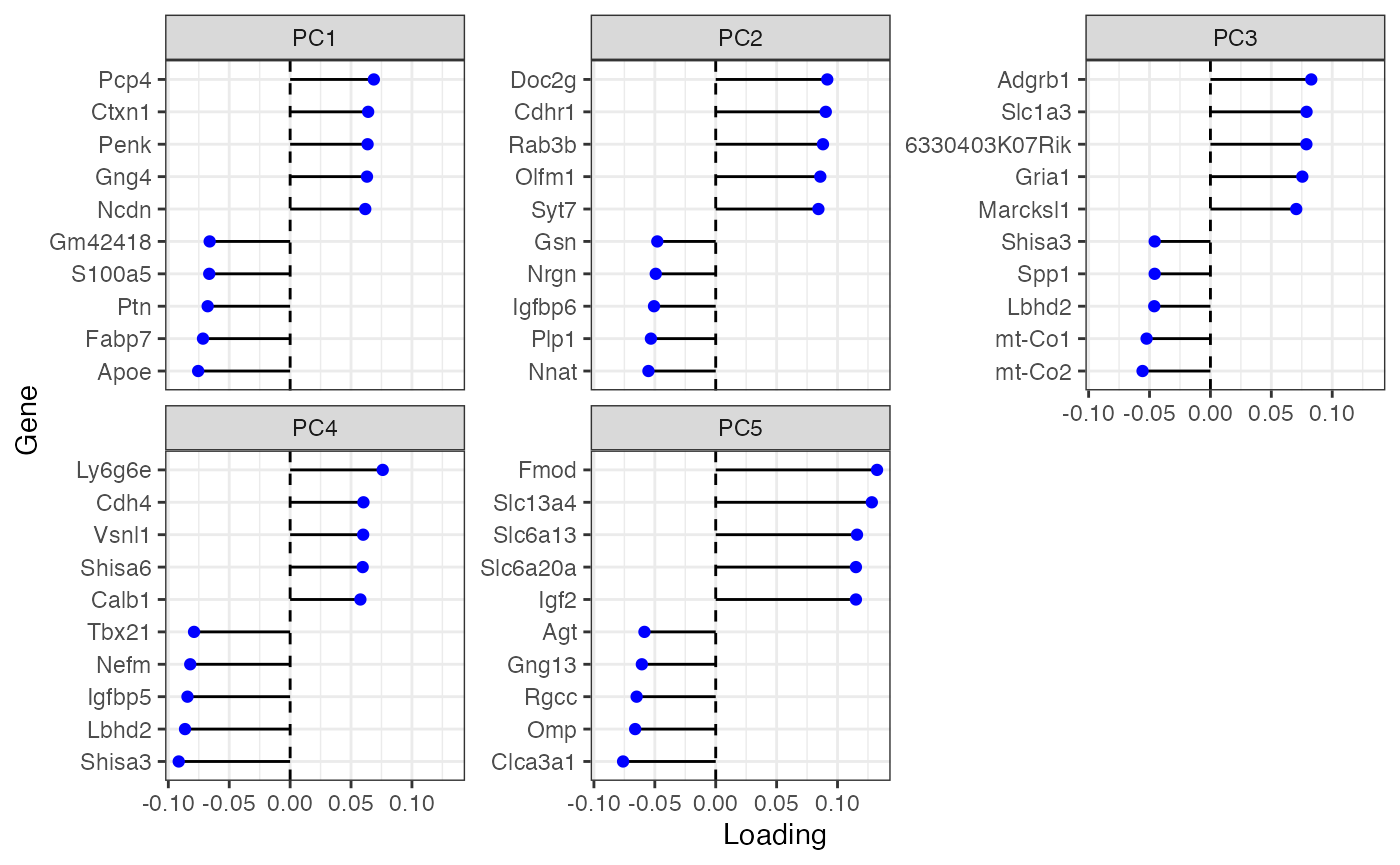 PC1
Pcp4
Ctxn1
Penk
Gng4
Ncdn
Gm42418
S100a5
Ptn
Fabp7
Apoe
PC2
Doc2g
Cdhr1
Rab3b
Olfm1
Syt7
Gsn
Nrgn
Igfbp6
Plp1
Nnat
PC3
Adgrb1
Slc1a3
6330403K07Rik
Gria1
Marcksl1
Shisa3
Spp1
Lbhd2
mt-Co1
mt-Co2
-0.10 -0.05 0.00 0.05 0.10
Gene
PC4
Ly6g6e
Cdh4
Vsnl1
Shisa6
Calb1
Tbx21
Nefm
Igfbp5
Lbhd2
Shisa3
-0.10 -0.05 0.00 0.05 0.10
PC5
Fmod
Slc13a4
Slc6a13
Slc6a20a
Igf2
Agt
Gng13
Rgcc
Omp
Clca3a1
-0.10 -0.05 0.00 0.05 0.10
Loading